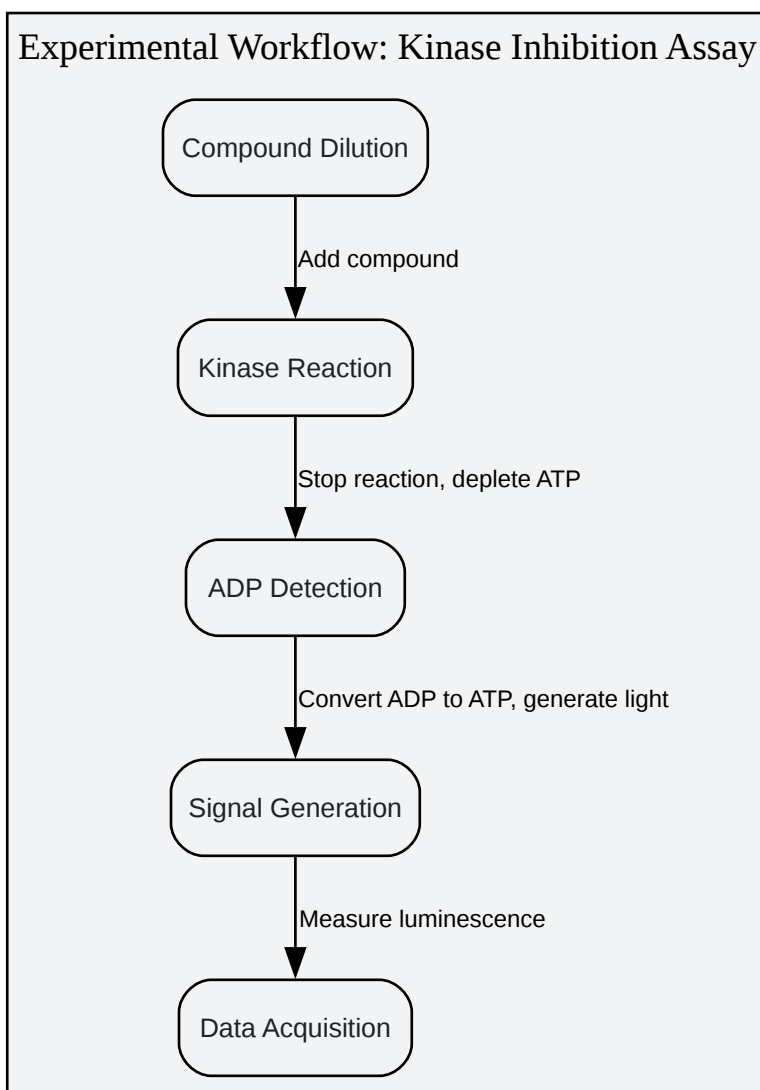 Experimental Workflow: Kinase Inhibition Assay
Compound Dilution
Add compound
Kinase Reaction
Stop reaction, deplete ATP
ADP Detection
Convert ADP to ATP, generate light
Signal Generation
Measure luminescence
Data Acquisition